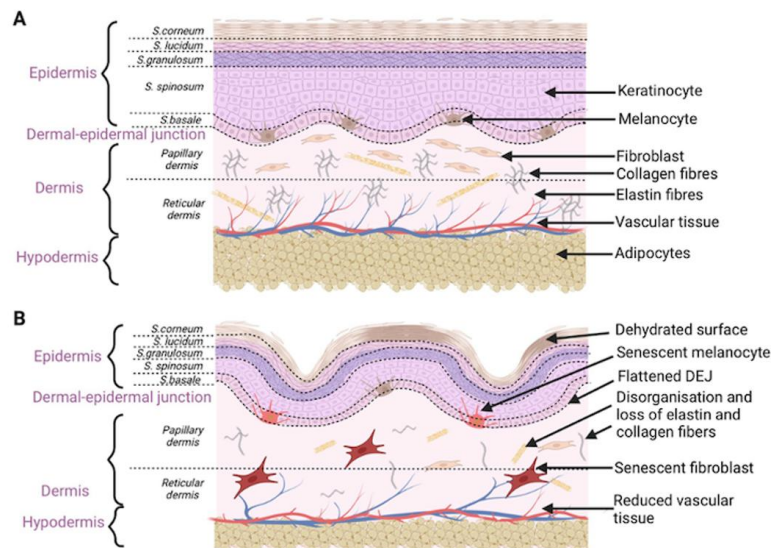 A
S.corneum
S. lucidum
S.granulosum
Epidermis
S. spinosum
Keratinocyte
S.basale
Melanocyte
Dermal-epidermal junction
Papillary
dermis
Fibroblast
Collagen fibres
Dermis
Elastin fibres
Reticular
dermis
Vascular tissue
Hypodermis
Adipocytes
B
S.corneum
S. lucidum
S.granulosum
S. spinosum
S.basale
Epidermis
Dehydrated surface
Senescent melanocyte
Flattened DEJ
Dermal-epidermal junction
Disorganisation and
loss of elastin and
collagen fibers
Papillary
dermis
Senescent fibroblast
Dermis
Reticular
dermis
Reduced vascular
tissue
Hypodermis